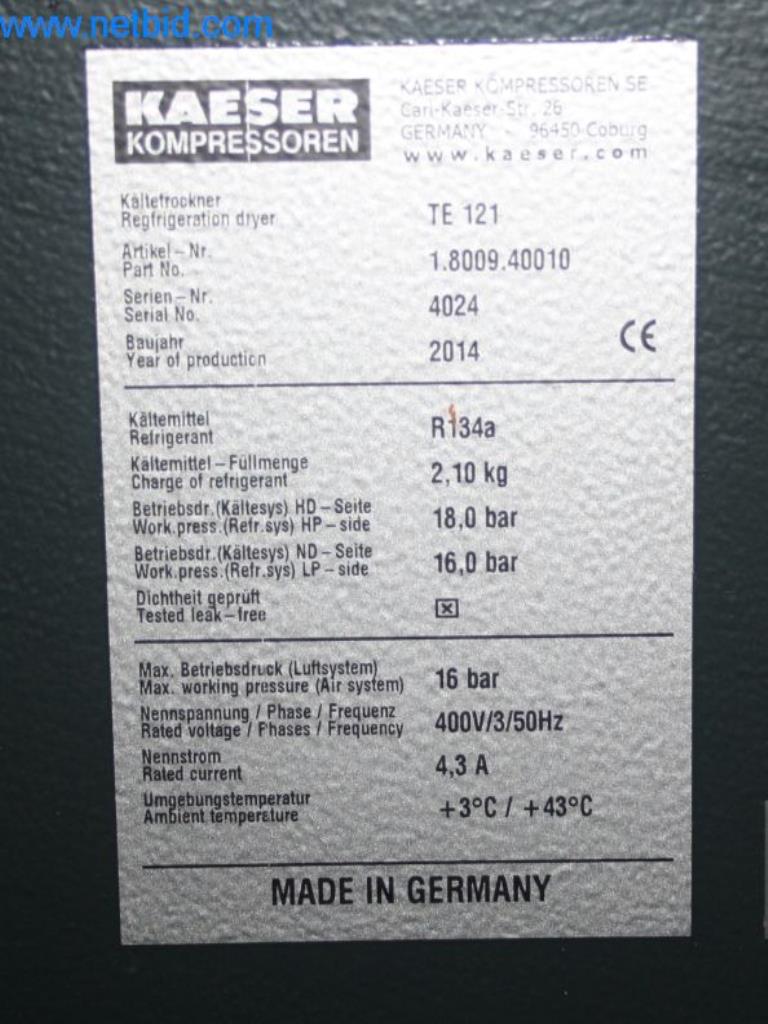 www.netbid.com
KAESER
KOMPRESSOREN
KAESER KOMPRESSOREN SE
Carl-Kaeser-Str. 26
GERMANY - 96450 Coburg
www.kaeser.com
Kältetrockner
Regfrigeration dryer
TE 121
Artikel-Nr.
Part No.
1.8009.40010
Serien-Nr.
Serial No.
4024
Baujahr
Year of production
2014
CE
Kältemittel
Refrigerant
R134a
Kältemittel-Füllmenge
Charge of refrigerant
2,10 kg
Betriebsdr.(Kältesys) HD-Seite
Work.press.(Refr.sys) HP-side
18,0 bar
Betriebsdr.(Kältesys) ND-Seite
Work.press.(Refr.sys) LP-side
16,0 bar
Dichtheit geprüft
Tested leak-free
☒
Max. Betriebsdruck (Luftsystem)
Max. working pressure (Air system)
16 bar
Nennspannung / Phase / Frequenz
Rated voltage / Phases / Frequency
400V/3/50Hz
Nennstrom
Rated current
4,3 A
Umgebungstemperatur
Ambient temperature
+3°C / +43°C
MADE IN GERMANY